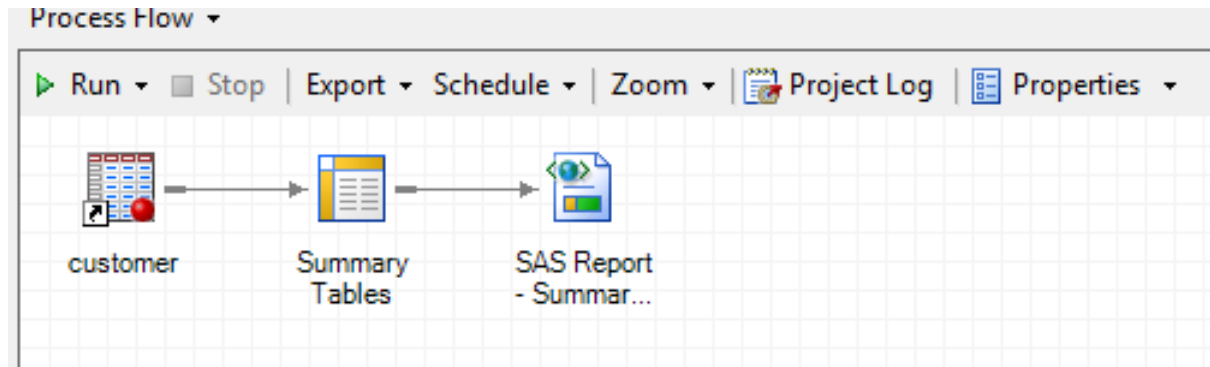 Process Flow
Run Stop Export Schedule Zoom Project Log Properties
customer Summary SAS Report
Tables - Summar...